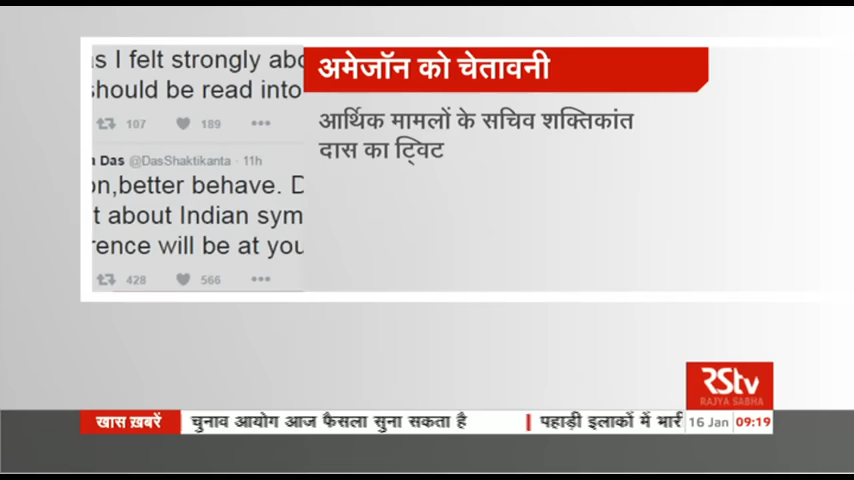 as I felt strongly abo
should be read into
107 189
Das @DasShaktikanta · 11h
on,better behave. D
t about Indian sym
rence will be at you
428 566
अमेजॉन को चेतावनी
आर्थिक मामलों के सचिव शक्तिकांत
दास का ट्विट
RStv
RAJYA SABHA
खास ख़बरें चुनाव आयोग आज फैसला सुना सकता है | पहाड़ी इलाकों में भारी 16 Jan 09:19